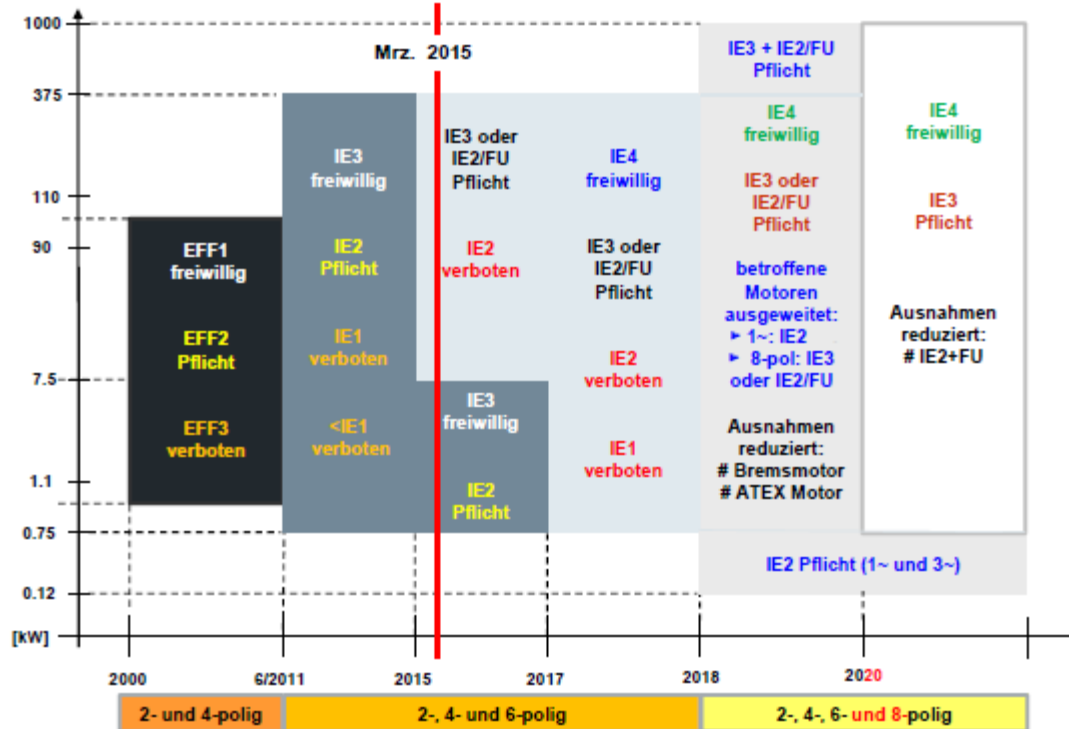 1000
375
110
90
7.5
1.1
0.75
0.12
[kW]
Mrz. 2015
EFF1
freiwillig
EFF2
Pflicht
EFF3
verboten
IE3
freiwillig
IE2
Pflicht
IE1
verboten
<IE1
verboten
IE3 oder
IE2/FU
Pflicht
IE2
verboten
IE3
freiwillig
IE2
Pflicht
IE4
freiwillig
IE3 oder
IE2/FU
Pflicht
IE2
verboten
IE1
verboten
IE3 + IE2/FU
Pflicht
IE4
freiwillig
IE3 oder
IE2/FU
Pflicht
betroffene
Motoren
ausgeweitet:
► 1~: IE2
► 8-pol: IE3
oder IE2/FU
Ausnahmen
reduziert:
# Bremsmotor
# ATEX Motor
IE4
freiwillig
IE3
Pflicht
Ausnahmen
reduziert:
# IE2+FU
IE2 Pflicht (1~ und 3~)
2000
6/2011
2015
2017
2018
2020
2- und 4-polig
2-, 4- und 6-polig
2-, 4-, 6- und 8-polig